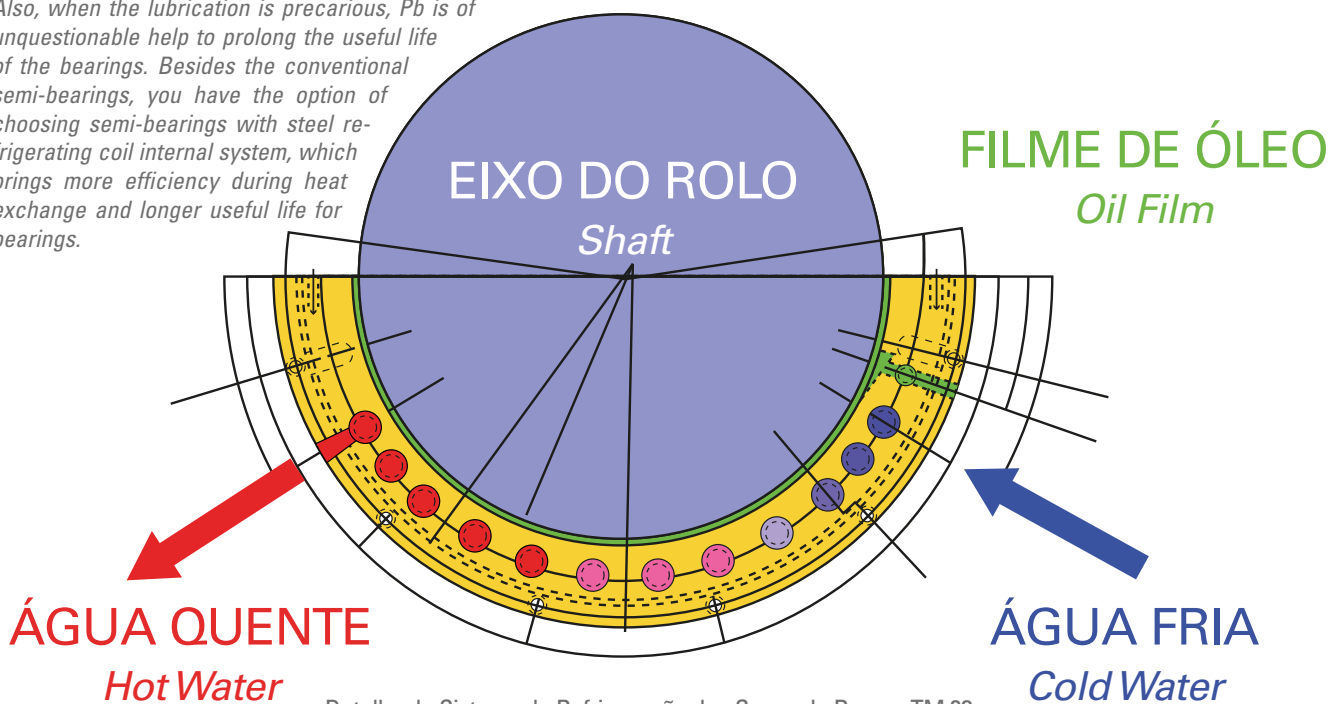 Also, when the lubrication is precarious, Pb is of
unquestionable help to prolong the useful life
of the bearings. Besides the conventional
semi-bearings, you have the option of
choosing semi-bearings with steel re-
frigerating coil internal system, which
brings more efficiency during heat
exchange and longer useful life for
bearings.
EIXO DO ROLO
Shaft
FILME DE ÓLEO
Oil Film
ÁGUA QUENTE
Hot Water
ÁGUA FRIA
Cold Water